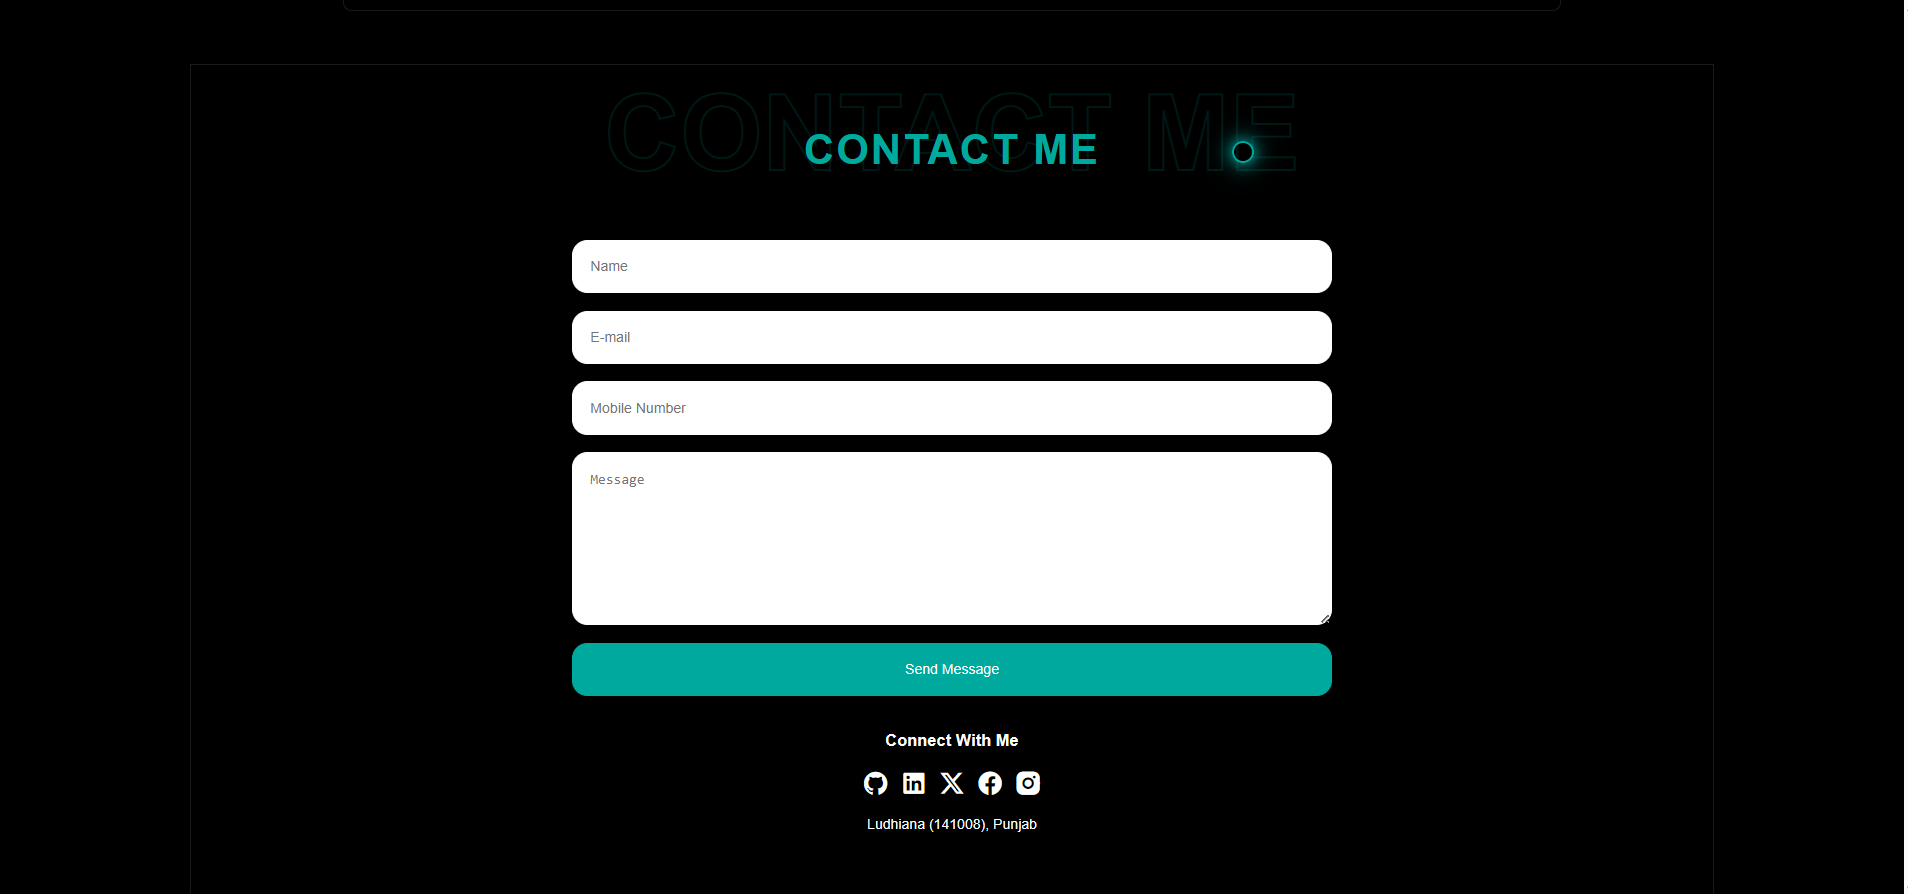 CONTACT ME
CONTACT ME
Name
E-mail
Mobile Number
Message
Send Message
Connect With Me
Ludhiana (141008), Punjab